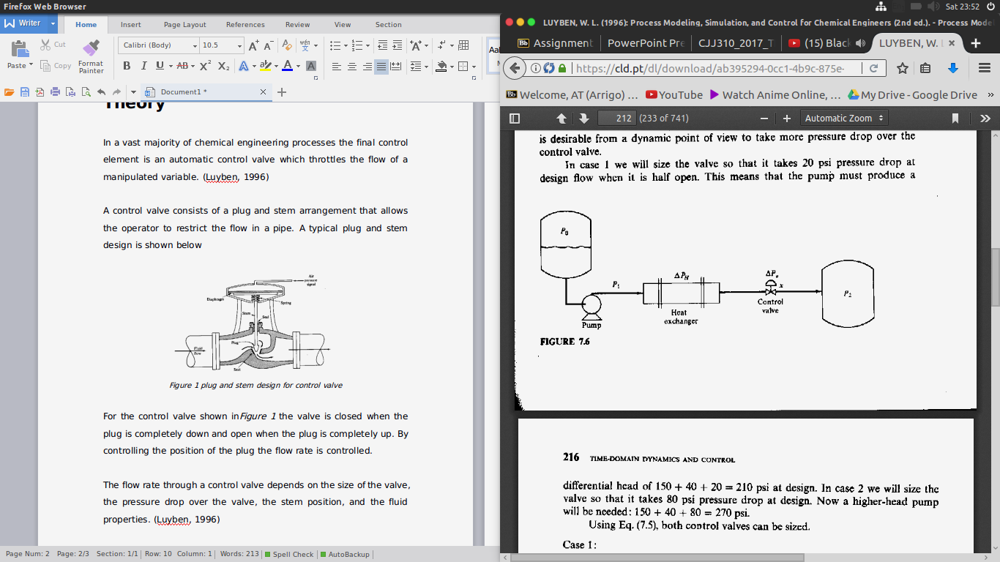 Firefox Web Browser
Sat 23:52
Writer
Home
Insert
Page Layout
References
Review
View
Section
Paste
Cut
Copy
Format
Painter
Calibri (Body)
10.5
B I U AB X² X₂ A ab A A
Document1 *
Theory
In a vast majority of chemical engineering processes the final control
element is an automatic control valve which throttles the flow of a
manipulated variable. (Luyben, 1996)
A control valve consists of a plug and stem arrangement that allows
the operator to restrict the flow in a pipe. A typical plug and stem
design is shown below
Air
pressure
signal
Diaphragm
Spring
Stem
Seal
Plug
Fluid
flow
Seat
Figure 1 plug and stem design for control valve
For the control valve shown inFigure 1 the valve is closed when the
plug is completely down and open when the plug is completely up. By
controlling the position of the plug the flow rate is controlled.
The flow rate through a control valve depends on the size of the valve,
the pressure drop over the valve, the stem position, and the fluid
properties. (Luyben, 1996)
Page Num: 2 Page: 2/3 Section: 1/1 Row: 10 Column: 1 Words: 213 Spell Check AutoBackup
LUYBEN, W. L. (1996): Process Modeling, Simulation, and Control for Chemical Engineers (2nd ed.). - Process Mode
Bb Assignment
PowerPoint Pre
CJJ310_2017_T
(15) Blac
LUYBEN, W. L
https://cld.pt/dl/download/ab395294-0cc1-4b9c-875e-
Bb Welcome, AT (Arrigo) ...
YouTube
Watch Anime Online, ...
My Drive - Google Drive
212 (233 of 741)
Automatic Zoom
is desirable from a dynamic point of view to take more pressure drop over the
control valve.
In case 1 we will size the valve so that it takes 20 psi pressure drop at
design flow when it is half open. This means that the pump must produce a
P₀
P₁
ΔP_H
ΔP_v
x
P₂
Pump
Heat
exchanger
Control
valve
FIGURE 7.6
216 TIME-DOMAIN DYNAMICS AND CONTROL
differential head of 150 + 40 + 20 = 210 psi at design. In case 2 we will size the
valve so that it takes 80 psi pressure drop at design. Now a higher-head pump
will be needed: 150 + 40 + 80 = 270 psi.
Using Eq. (7.5), both control valves can be sized.
Case 1: